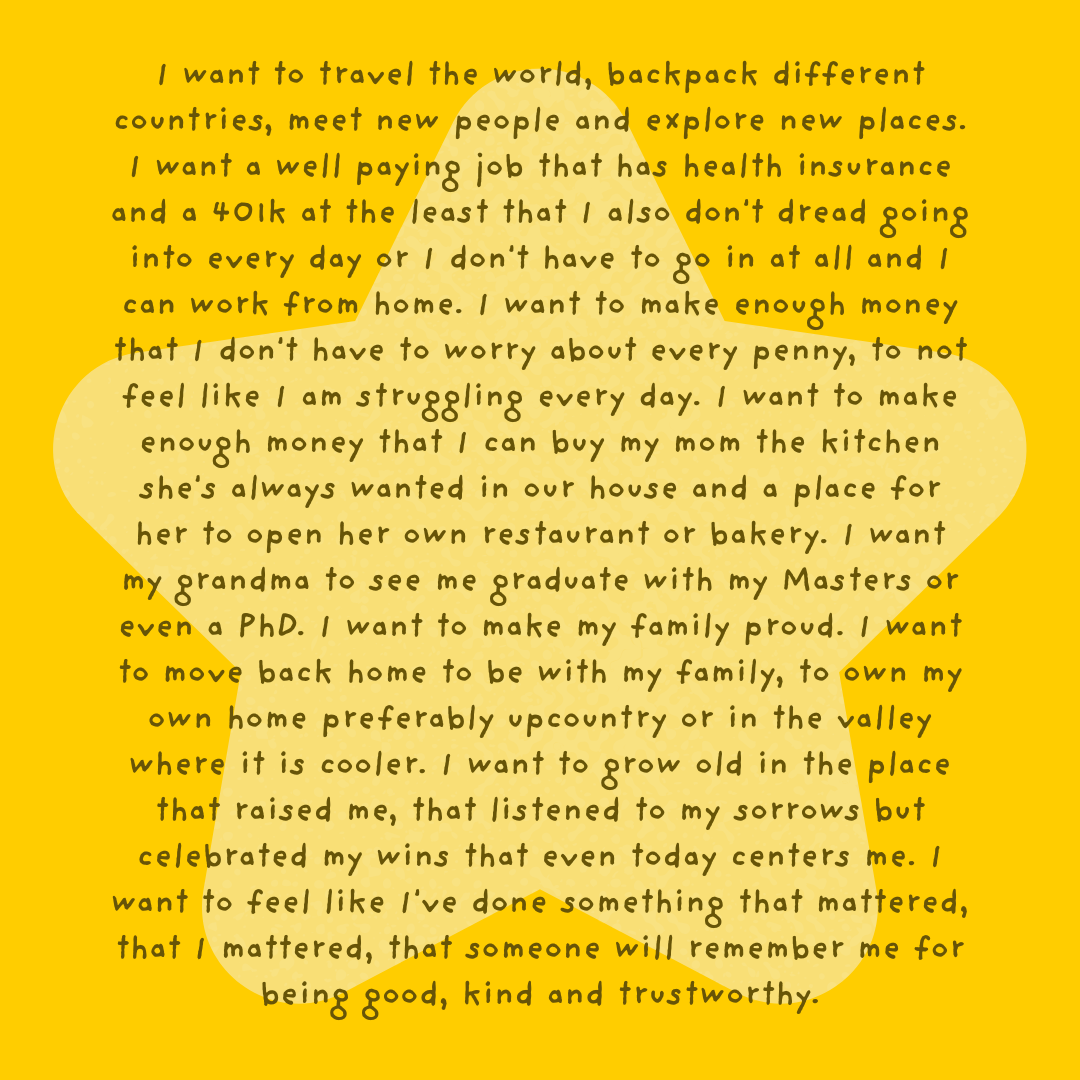 I want to travel the world, backpack different
countries, meet new people and explore new places.
I want a well paying job that has health insurance
and a 401k at the least that I also don't dread going
into every day or I don't have to go in at all and I
can work from home. I want to make enough money
that I don't have to worry about every penny, to not
feel like I am struggling every day. I want to make
enough money that I can buy my mom the kitchen
she's always wanted in our house and a place for
her to open her own restaurant or bakery. I want
my grandma to see me graduate with my Masters or
even a PhD. I want to make my family proud. I want
to move back home to be with my family, to own my
own home preferably upcountry or in the valley
where it is cooler. I want to grow old in the place
that raised me, that listened to my sorrows but
celebrated my wins that even today centers me. I
want to feel like I've done something that mattered,
that I mattered, that someone will remember me for
being good, kind and trustworthy.